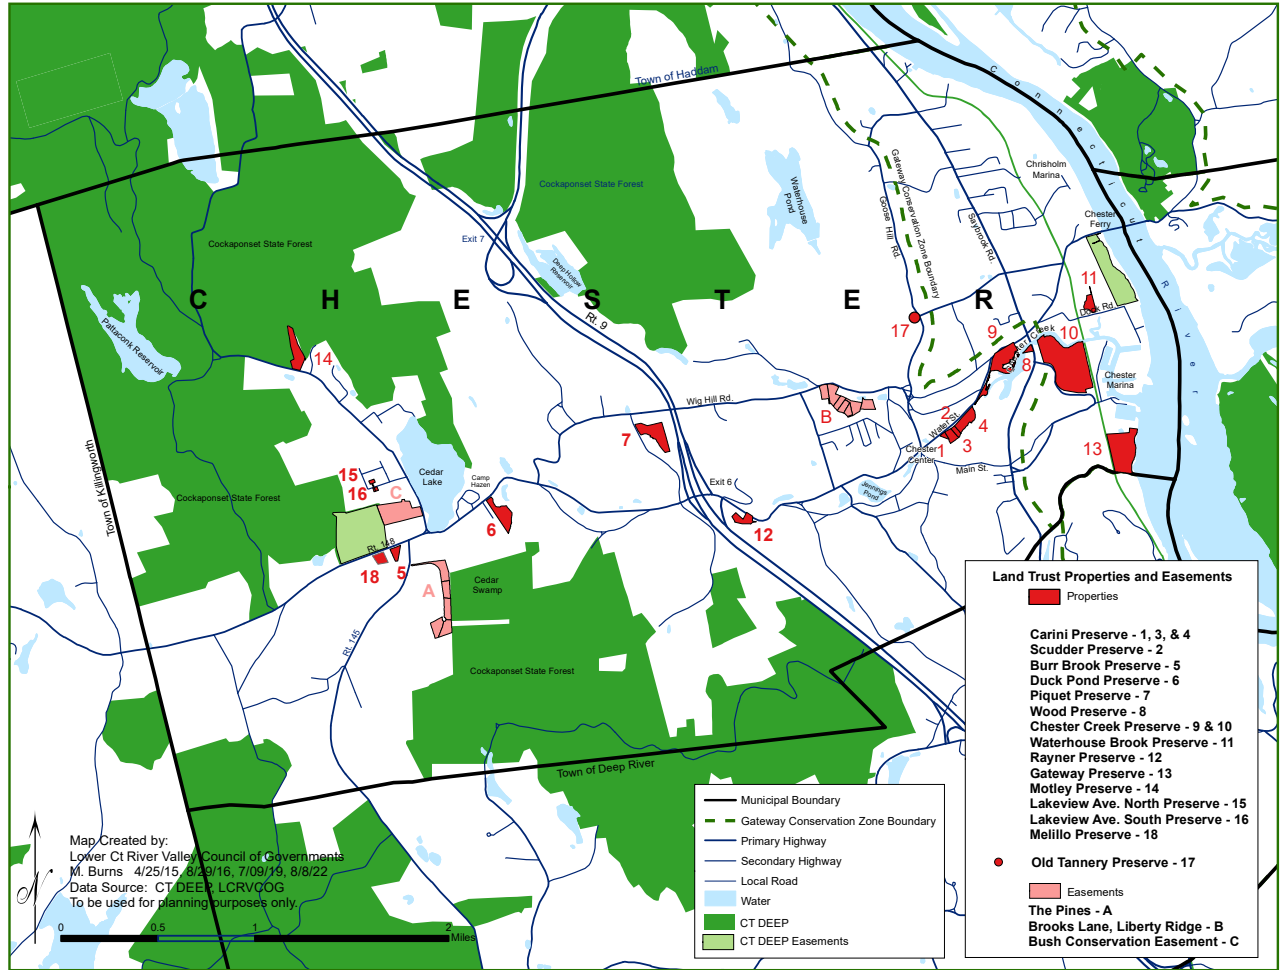 Town of Haddam
Connecticut River
Chrisholm
Marina
Cockaponset State Forest
Waterhouse
Pond
Goose Hill Rd.
Gateway Conservation Zone Boundary
Saybrook Rd.
Chester
Ferry
Exit 7
Cockaponset State Forest
Deep Hollow
Reservoir
11
C H E S T E R
Dock Rd.
Pattaconk Reservoir
Rt. 9
17
9
Creek
10
14
8
Chester
Marina
Wig Hill Rd.
B
2
Water St.
4
7
1
3
13
Chester
Center
Main St.
Town of Killingworth
15
16
C
Cedar
Lake
Camp
Hazen
Exit 6
Jennings
Pond
Cockaponset State Forest
6
12
Rt. 148
18
5
A
Cedar
Swamp
Rt. 145
Cockaponset State Forest
Town of Deep River
Land Trust Properties and Easements
Properties
Carini Preserve - 1, 3, & 4
Scudder Preserve - 2
Burr Brook Preserve - 5
Duck Pond Preserve - 6
Piquet Preserve - 7
Wood Preserve - 8
Chester Creek Preserve - 9 & 10
Waterhouse Brook Preserve - 11
Rayner Preserve - 12
Gateway Preserve - 13
Motley Preserve - 14
Lakeview Ave. North Preserve - 15
Lakeview Ave. South Preserve - 16
Melillo Preserve - 18
Old Tannery Preserve - 17
Easements
The Pines - A
Brooks Lane, Liberty Ridge - B
Bush Conservation Easement - C
Municipal Boundary
Gateway Conservation Zone Boundary
Primary Highway
Secondary Highway
Local Road
Water
CT DEEP
CT DEEP Easements
N
Map Created by:
Lower Ct River Valley Council of Governments
M. Burns 4/25/15, 8/29/16, 7/09/19, 8/8/22
Data Source: CT DEEP, LCRVCOG
To be used for planning purposes only.
0 0.5 1 2
Miles